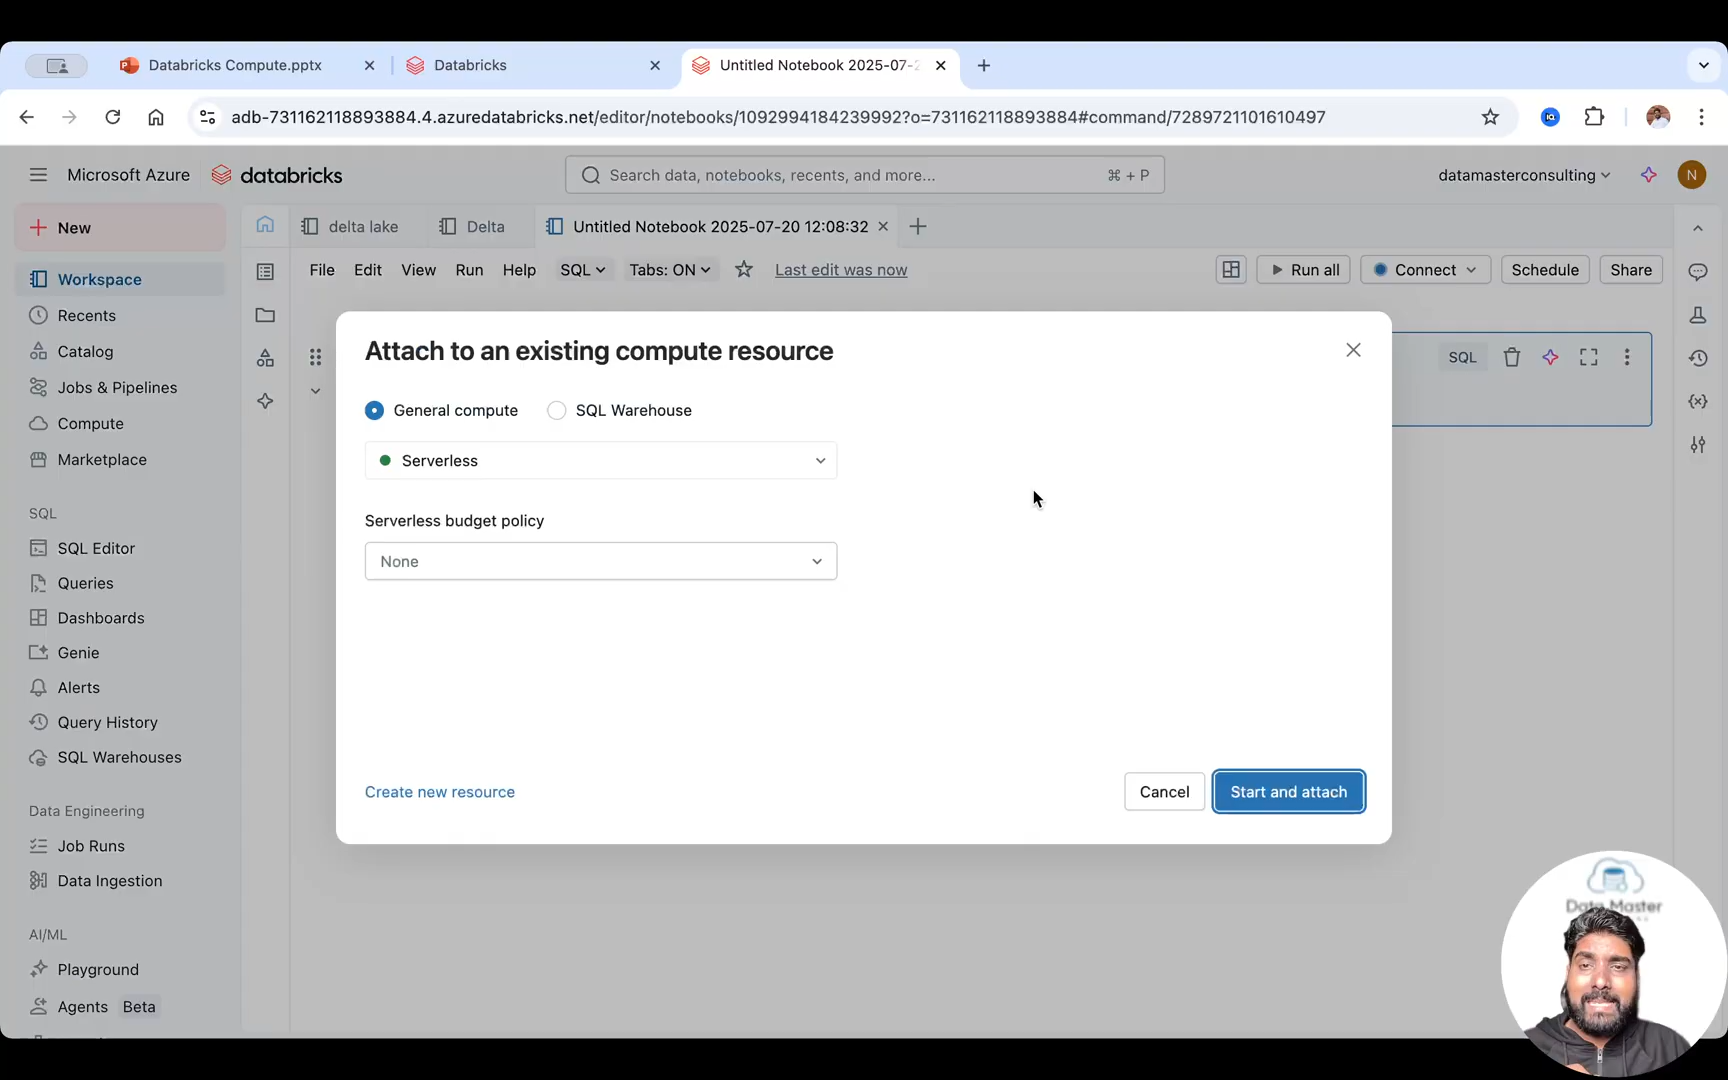 Databricks Compute.pptx
Databricks
Untitled Notebook 2025-07-2
adb-731162118893884.4.azuredatabricks.net/editor/notebooks/1092994184239992?o=731162118893884#command/7289721101610497
Microsoft Azure
databricks
Search data, notebooks, recents, and more...
⌘ + P
datamasterconsulting
N
New
delta lake
Delta
Untitled Notebook 2025-07-20 12:08:32
Workspace
File Edit View Run Help SQL Tabs: ON Last edit was now
Run all
Connect
Schedule
Share
Recents
Catalog
Jobs & Pipelines
Compute
Marketplace
SQL
SQL Editor
Queries
Dashboards
Genie
Alerts
Query History
SQL Warehouses
Data Engineering
Job Runs
Data Ingestion
AI/ML
Playground
Agents Beta
Attach to an existing compute resource
SQL
General compute
SQL Warehouse
Serverless
Serverless budget policy
None
Create new resource
Cancel
Start and attach
Data Master